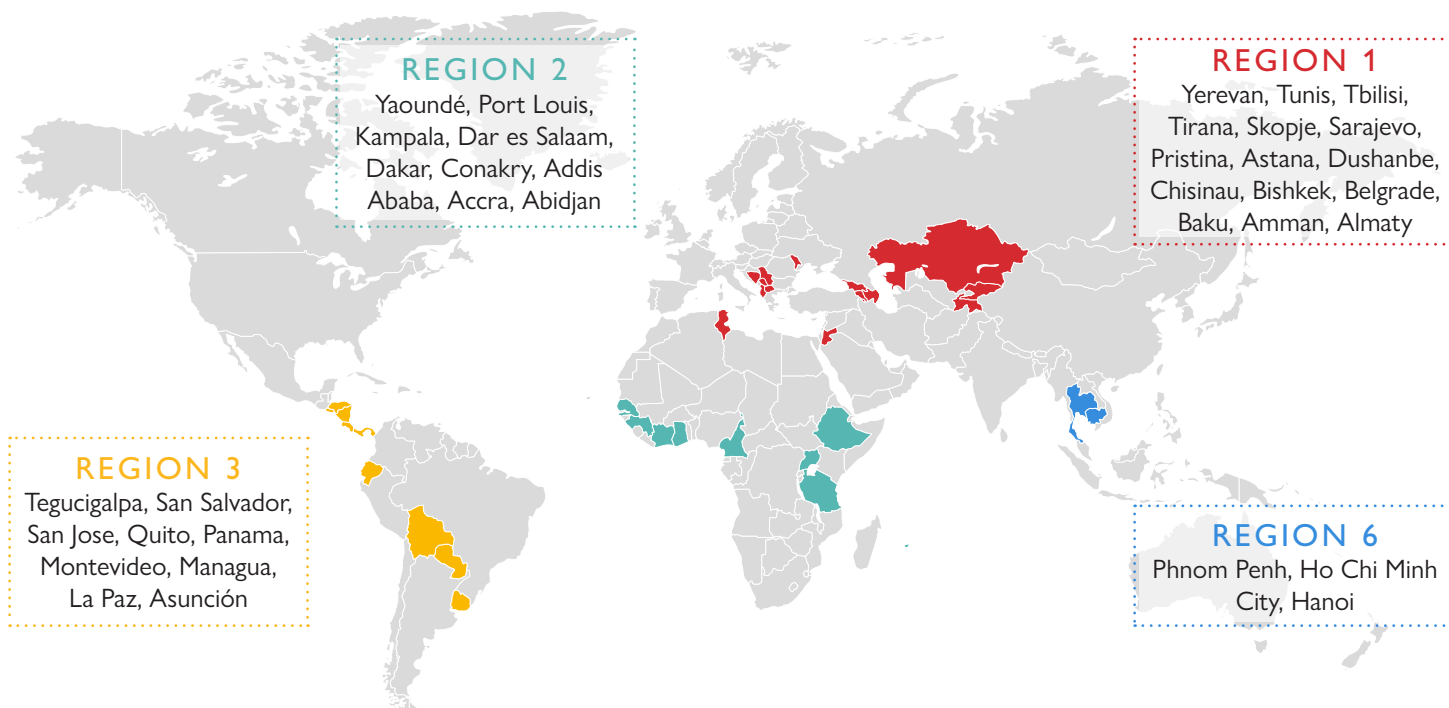 REGION 2
Yaoundé, Port Louis,
Kampala, Dar es Salaam,
Dakar, Conakry, Addis
Ababa, Accra, Abidjan
REGION 1
Yerevan, Tunis, Tbilisi,
Tirana, Skopje, Sarajevo,
Pristina, Astana, Dushanbe,
Chisinau, Bishkek, Belgrade,
Baku, Amman, Almaty
REGION 3
Tegucigalpa, San Salvador,
San Jose, Quito, Panama,
Montevideo, Managua,
La Paz, Asunción
REGION 6
Phnom Penh, Ho Chi Minh
City, Hanoi